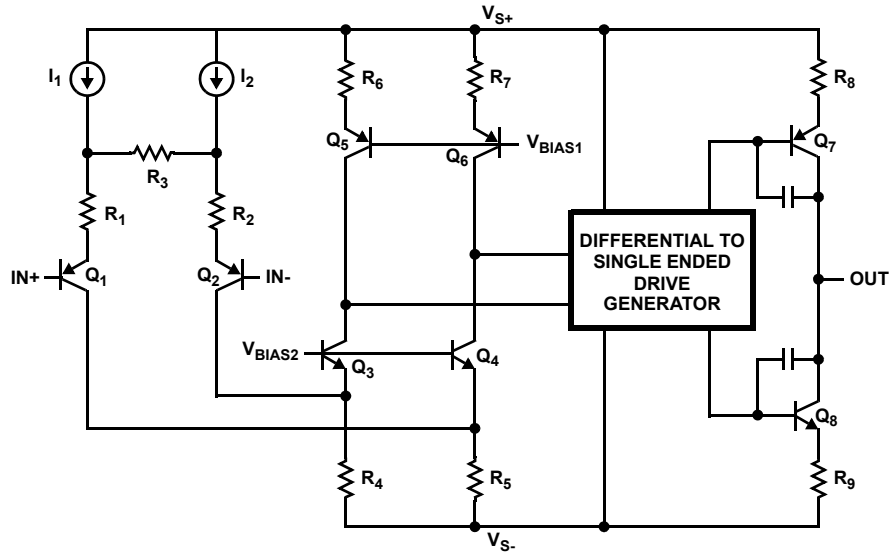 VS+
I1
I2
R6
R7
R8
Q5
Q6
VBIAS1
Q7
R3
R1
R2
IN+
Q1
Q2
IN-
DIFFERENTIAL TO
SINGLE ENDED
DRIVE
GENERATOR
OUT
VBIAS2
Q3
Q4
Q8
R4
R5
R9
VS-